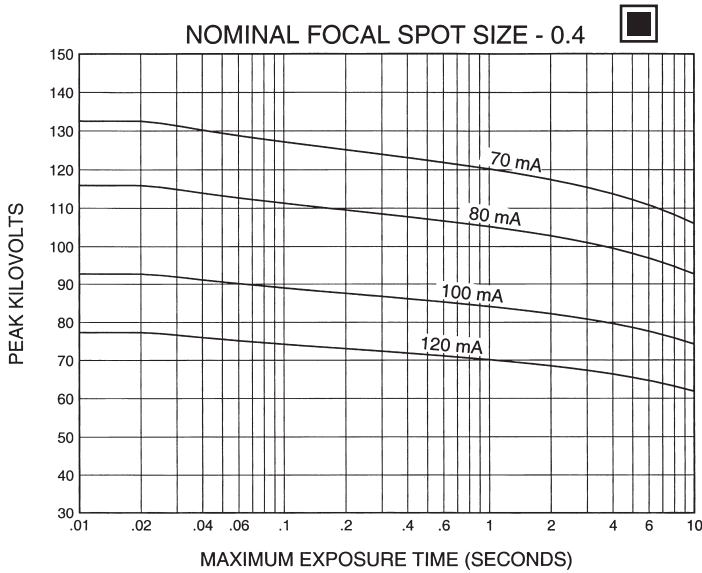 NOMINAL FOCAL SPOT SIZE - 0.4
150
140
130
120
110
100
90
80
70
60
50
40
30
PEAK KILOVOLTS
70 mA
80 mA
100 mA
120 mA
.01 .02 .04 .06 .1 .2 .4 .6 1 2 4 6 10
MAXIMUM EXPOSURE TIME (SECONDS)